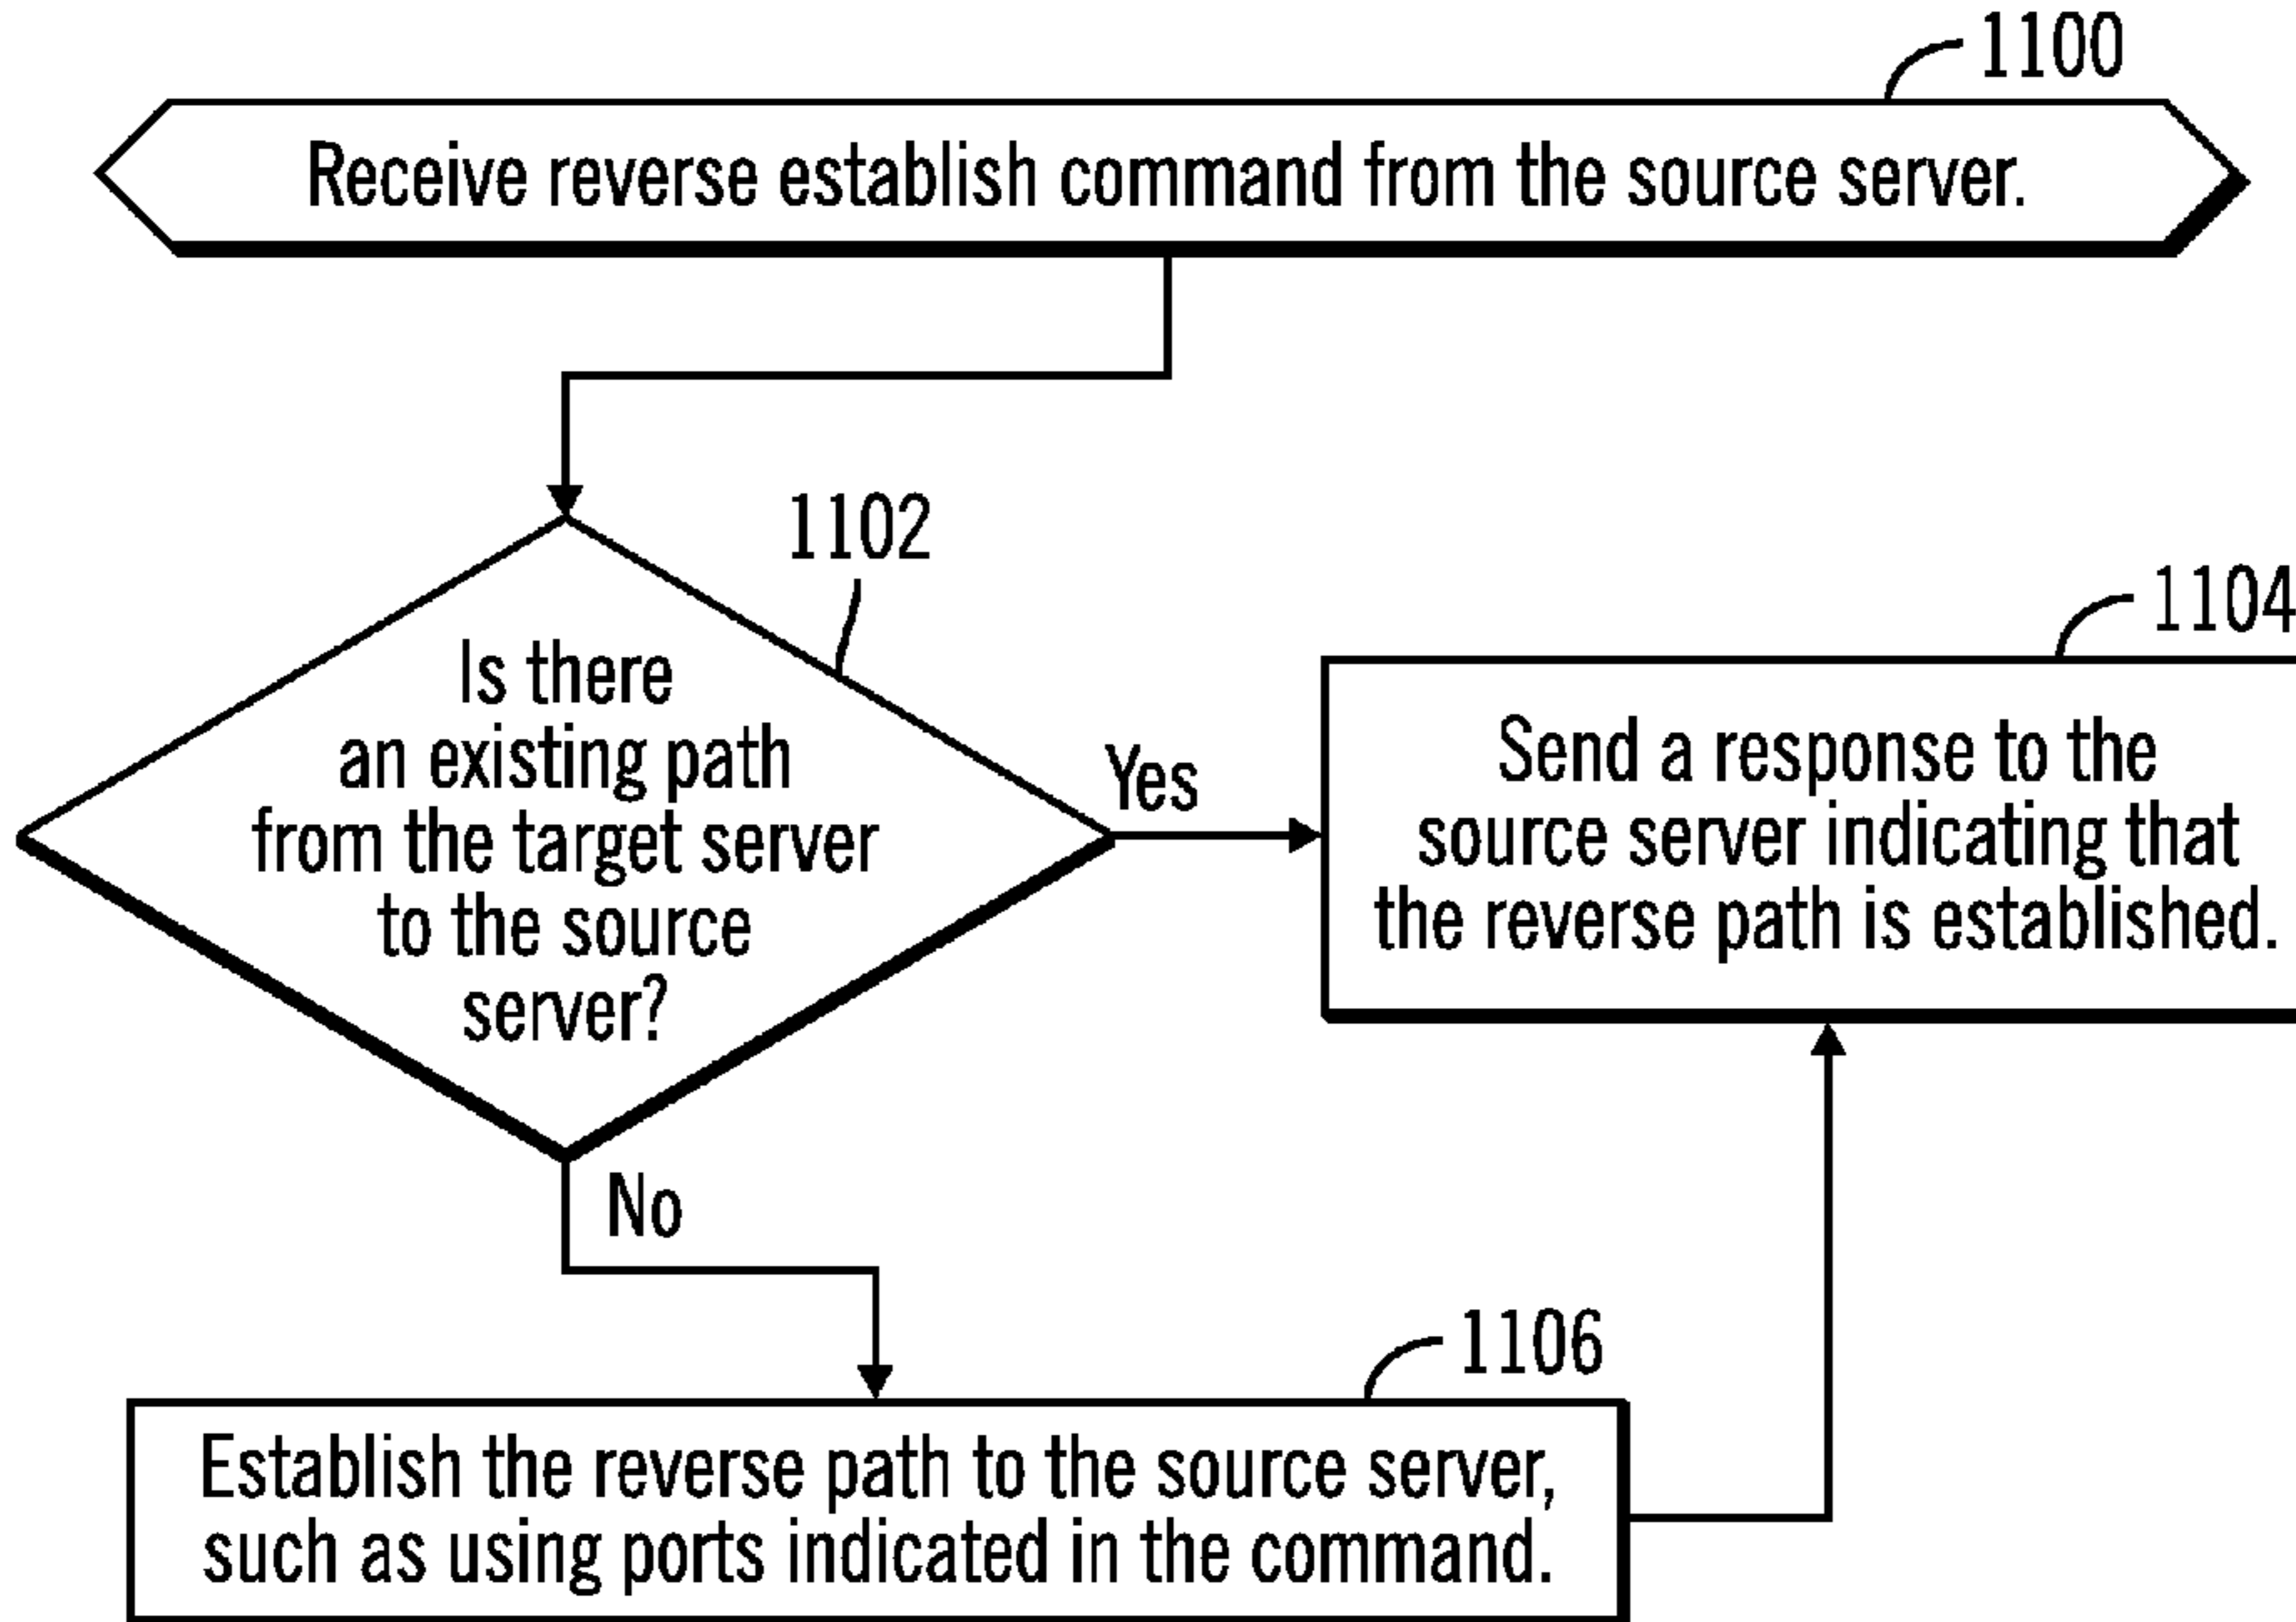 1100
Receive reverse establish command from the source server.
1102
Is there
an existing path
from the target server
to the source
server?
Yes
No
1104
Send a response to the
source server indicating that
the reverse path is established.
1106
Establish the reverse path to the source server,
such as using ports indicated in the command.